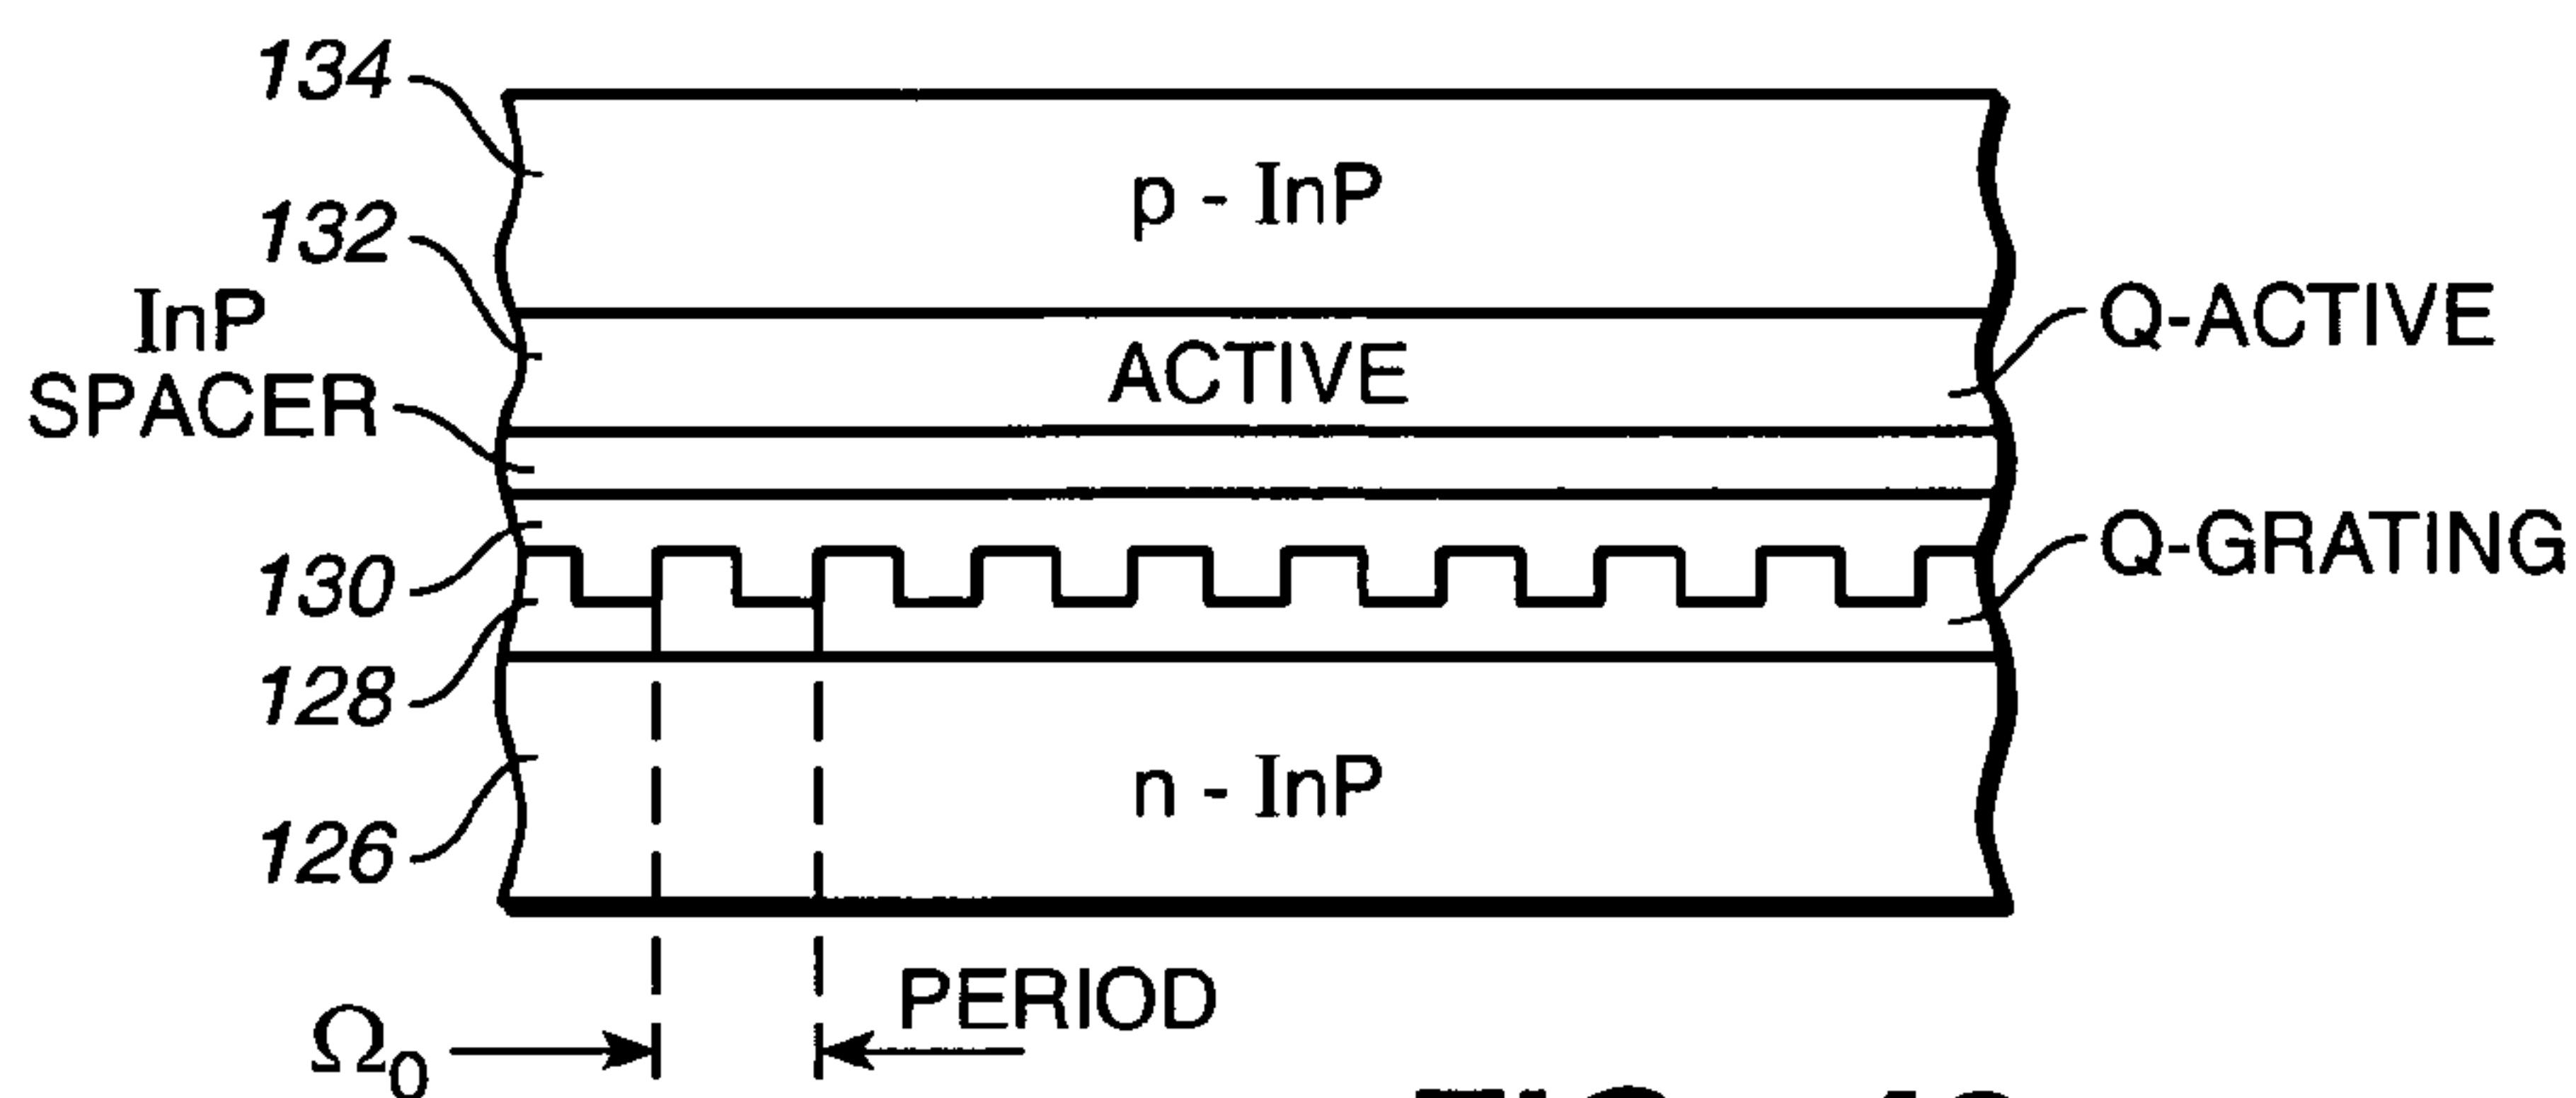 134
p - InP
132
InP
SPACER
ACTIVE
Q-ACTIVE
130
Q-GRATING
128
n - InP
126
PERIOD
Ω0